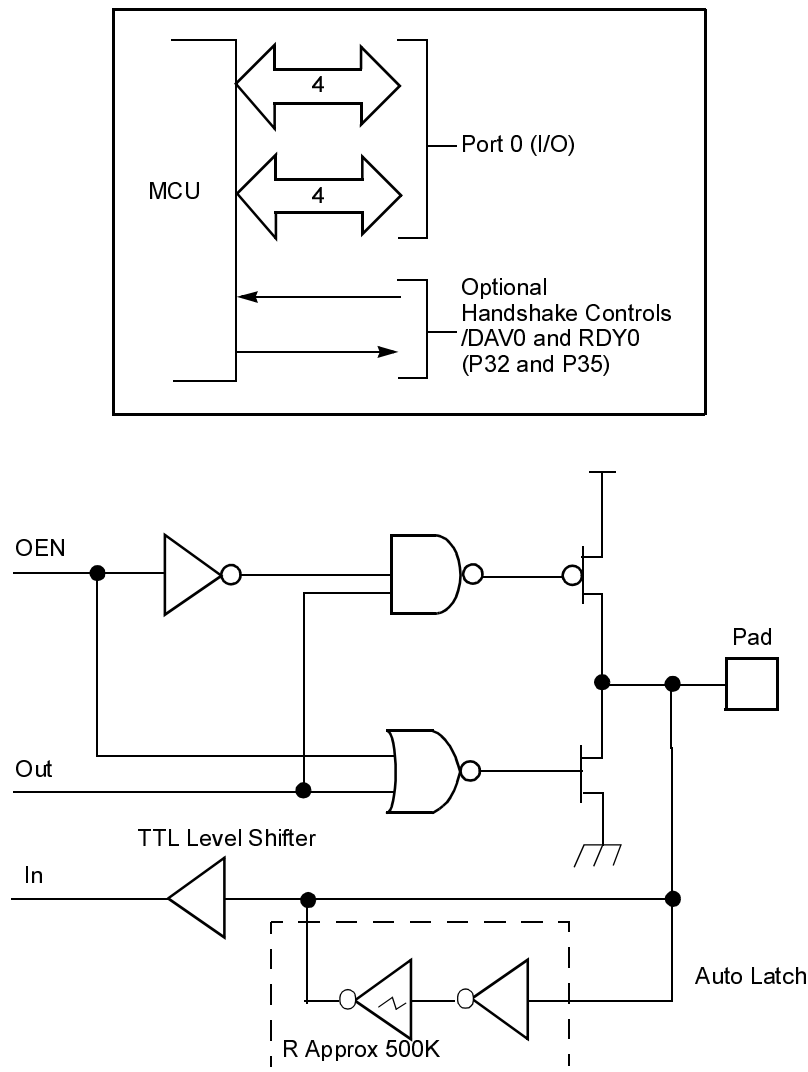 4
Port 0 (I/O)
MCU
4
Optional
Handshake Controls
/DAV0 and RDY0
(P32 and P35)
OEN
Pad
Out
TTL Level Shifter
In
Auto Latch
R Approx 500K